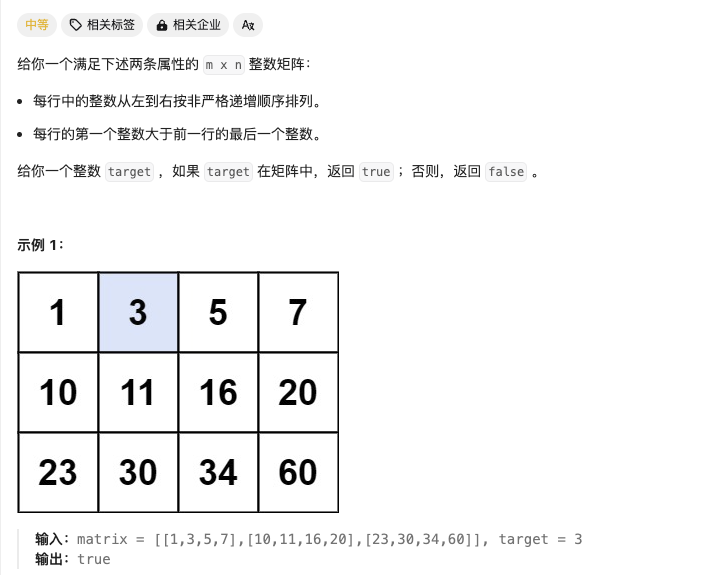 中等 相关标签 相关企业 A文
给你一个满足下述两条属性的 m x n 整数矩阵：
• 每行中的整数从左到右按非严格递增顺序排列。
• 每行的第一个整数大于前一行的最后一个整数。
给你一个整数 target ，如果 target 在矩阵中，返回 true ；否则，返回 false 。
示例 1：
1 3 5 7
10 11 16 20
23 30 34 60
输入：matrix = [[1,3,5,7],[10,11,16,20],[23,30,34,60]], target = 3
输出：true